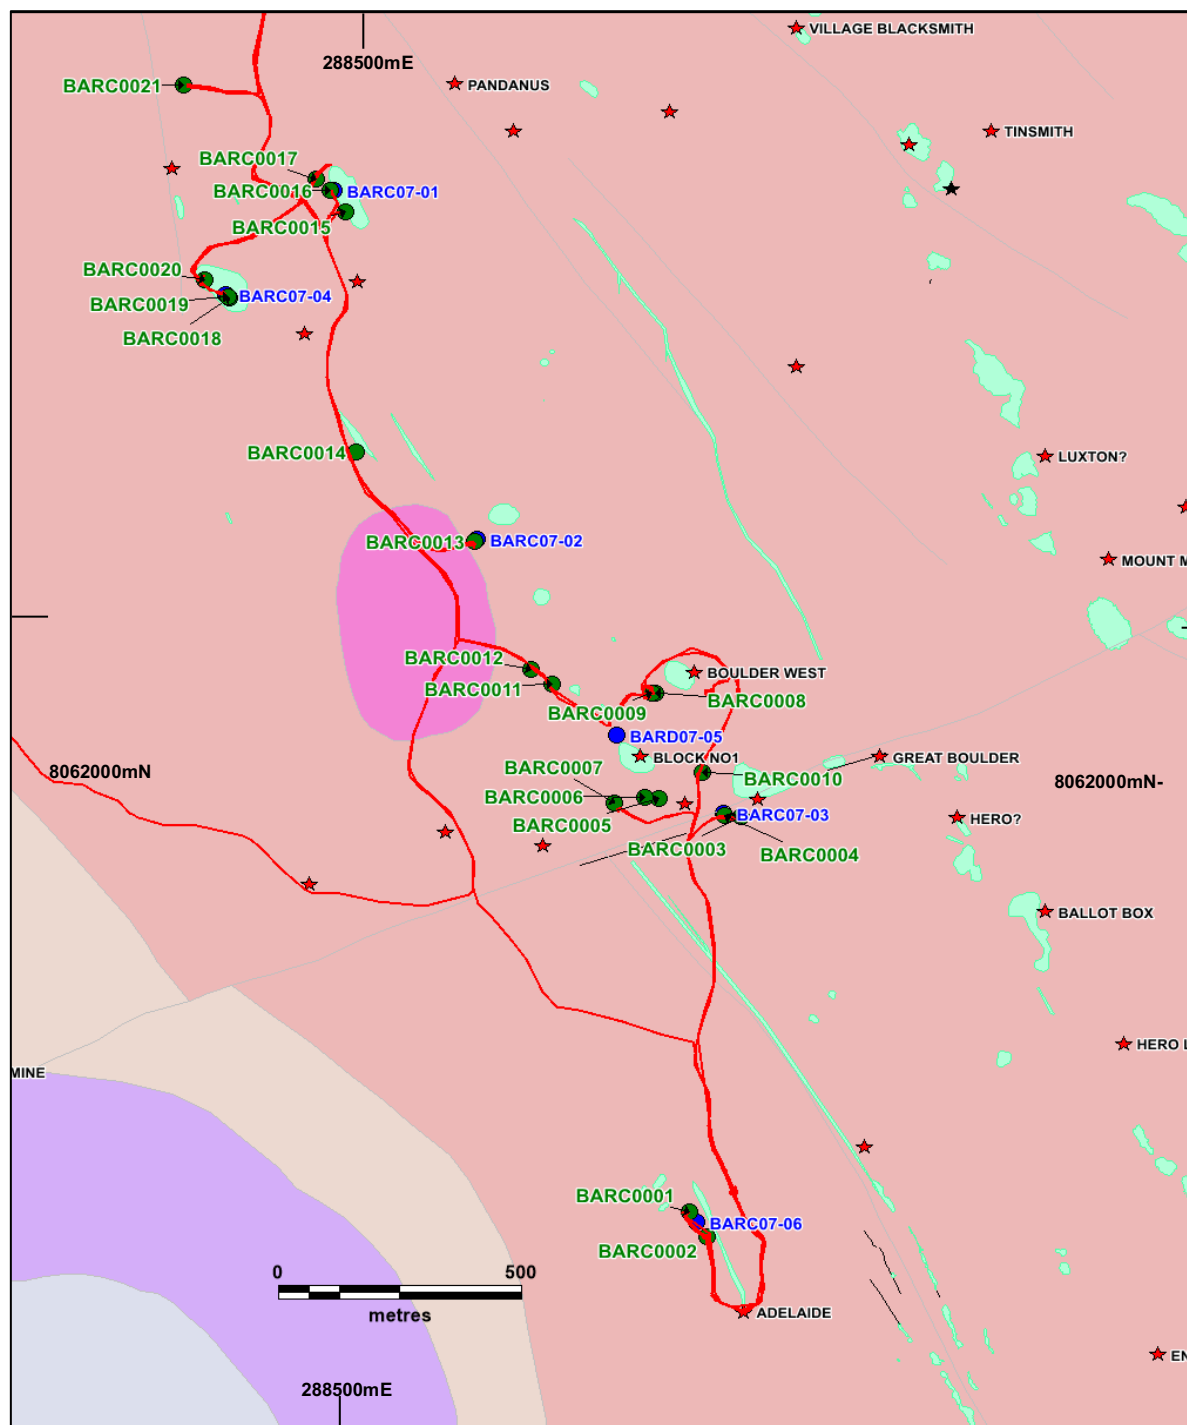 VILLAGE BLACKSMITH
288500mE
BARC0021
PANDANUS
TINSMITH
BARC0017
BARC0016
BARC07-01
BARC0015
BARC0020
BARC0019
BARC07-04
BARC0018
BARC0014
LUXTON?
BARC0013
BARC07-02
MOUNT M
BARC0012
BARC0011
BOULDER WEST
BARC0009
BARC0008
BARD07-05
BLOCK NO1
GREAT BOULDER
8062000mN
BARC0007
BARC0010
8062000mN-
BARC0006
BARC0005
BARC07-03
HERO?
BARC0003
BARC0004
BALLOT BOX
HERO L
MINE
BARC0001
BARC07-06
BARC0002
0 500
metres
ADELAIDE
EN
288500mE